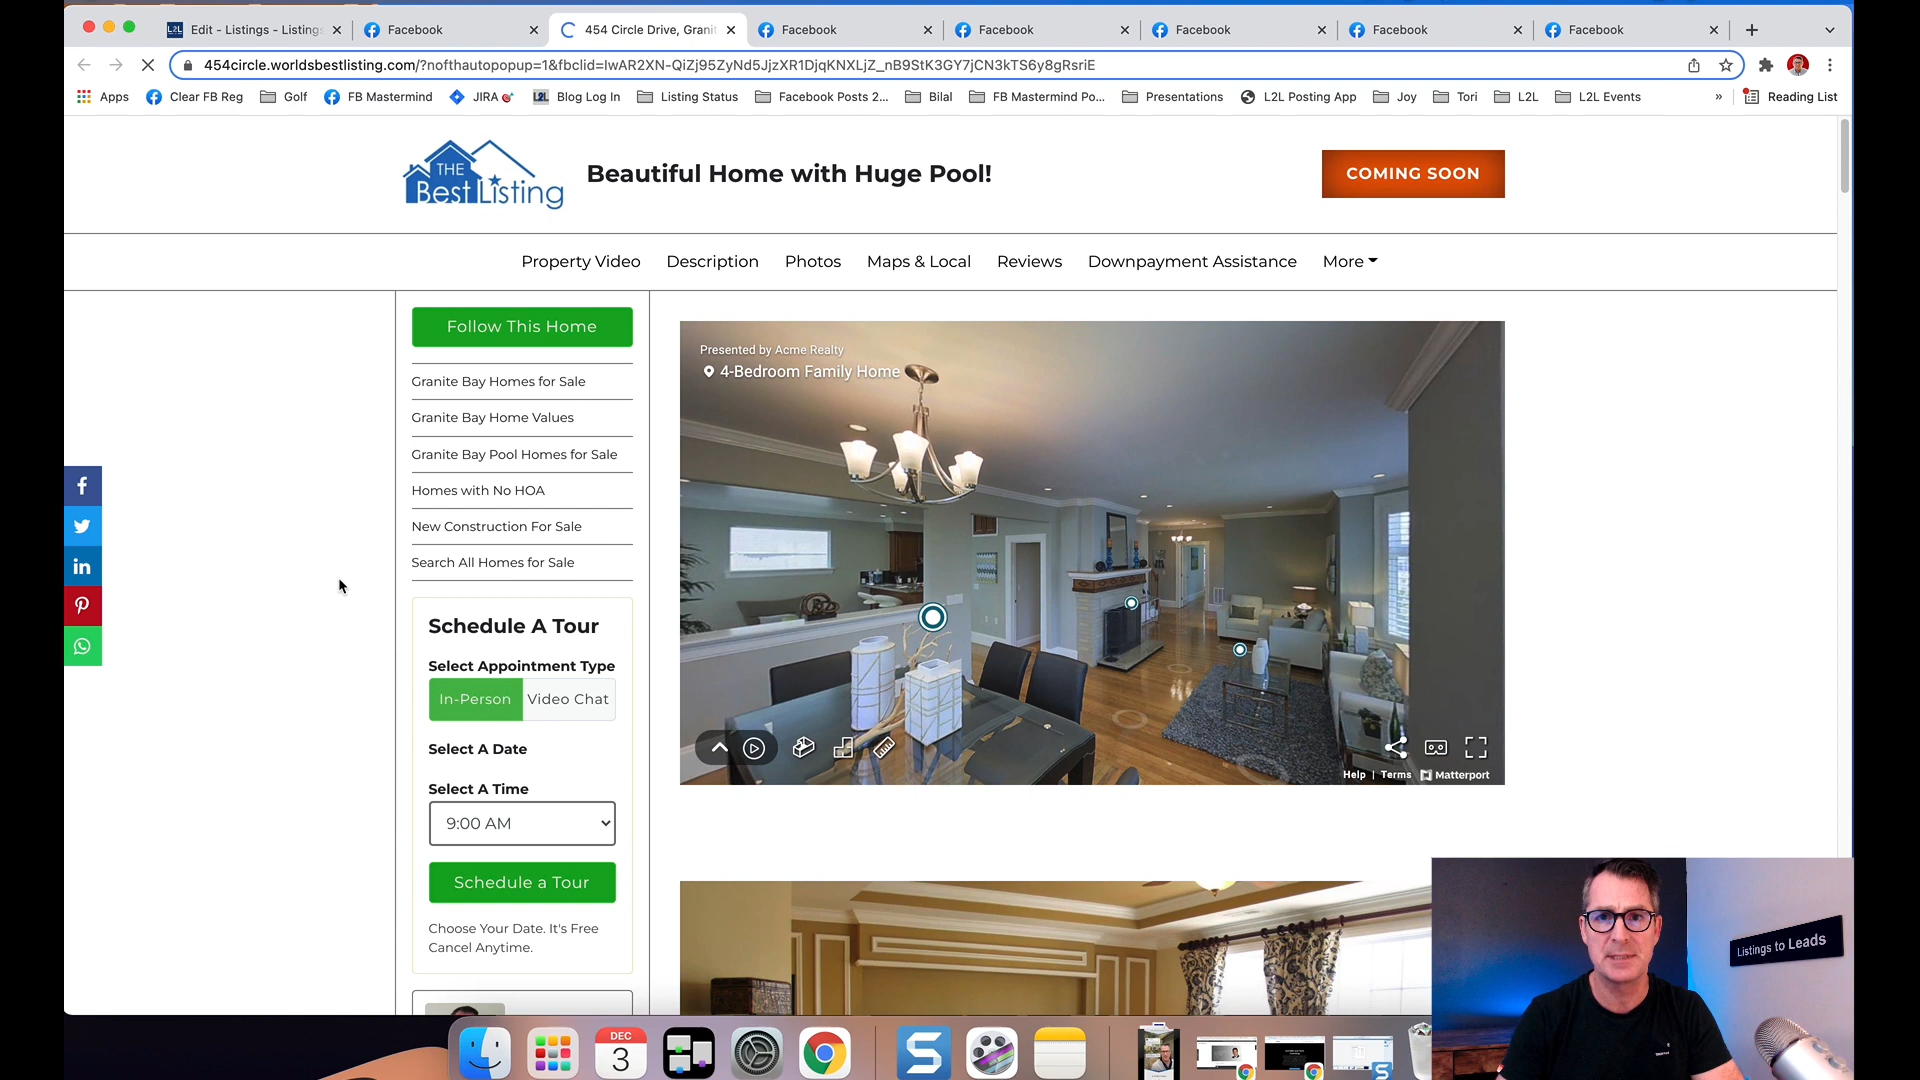 Edit - Listings - Listings
Facebook
454 Circle Drive, Granit
Facebook
Facebook
Facebook
Facebook
Facebook
454circle.worldsbestlisting.com/?nofthautopopup=1&fbclid=IwAR2XN-QiZj95ZyNd5JjzXR1DjqKNXLjZ_nB9StK3GY7jCN3kTS6y8gRsriE
Apps
Clear FB Reg
Golf
FB Mastermind
JIRA
L2L
Blog Log In
Listing Status
Facebook Posts 2...
Bilal
FB Mastermind Po...
Presentations
L2L Posting App
Joy
Tori
L2L
L2L Events
»
Reading List
THE
BestListing
Beautiful Home with Huge Pool!
COMING SOON
Property Video
Description
Photos
Maps & Local
Reviews
Downpayment Assistance
More
Follow This Home
Granite Bay Homes for Sale
Granite Bay Home Values
Granite Bay Pool Homes for Sale
Homes with No HOA
New Construction For Sale
Search All Homes for Sale
Schedule A Tour
Select Appointment Type
In-Person
Video Chat
Select A Date
Select A Time
9:00 AM
Schedule a Tour
Choose Your Date. It's Free
Cancel Anytime.
Presented by Acme Realty
4-Bedroom Family Home
Help | Terms Matterport
Listings to Leads
DEC
3